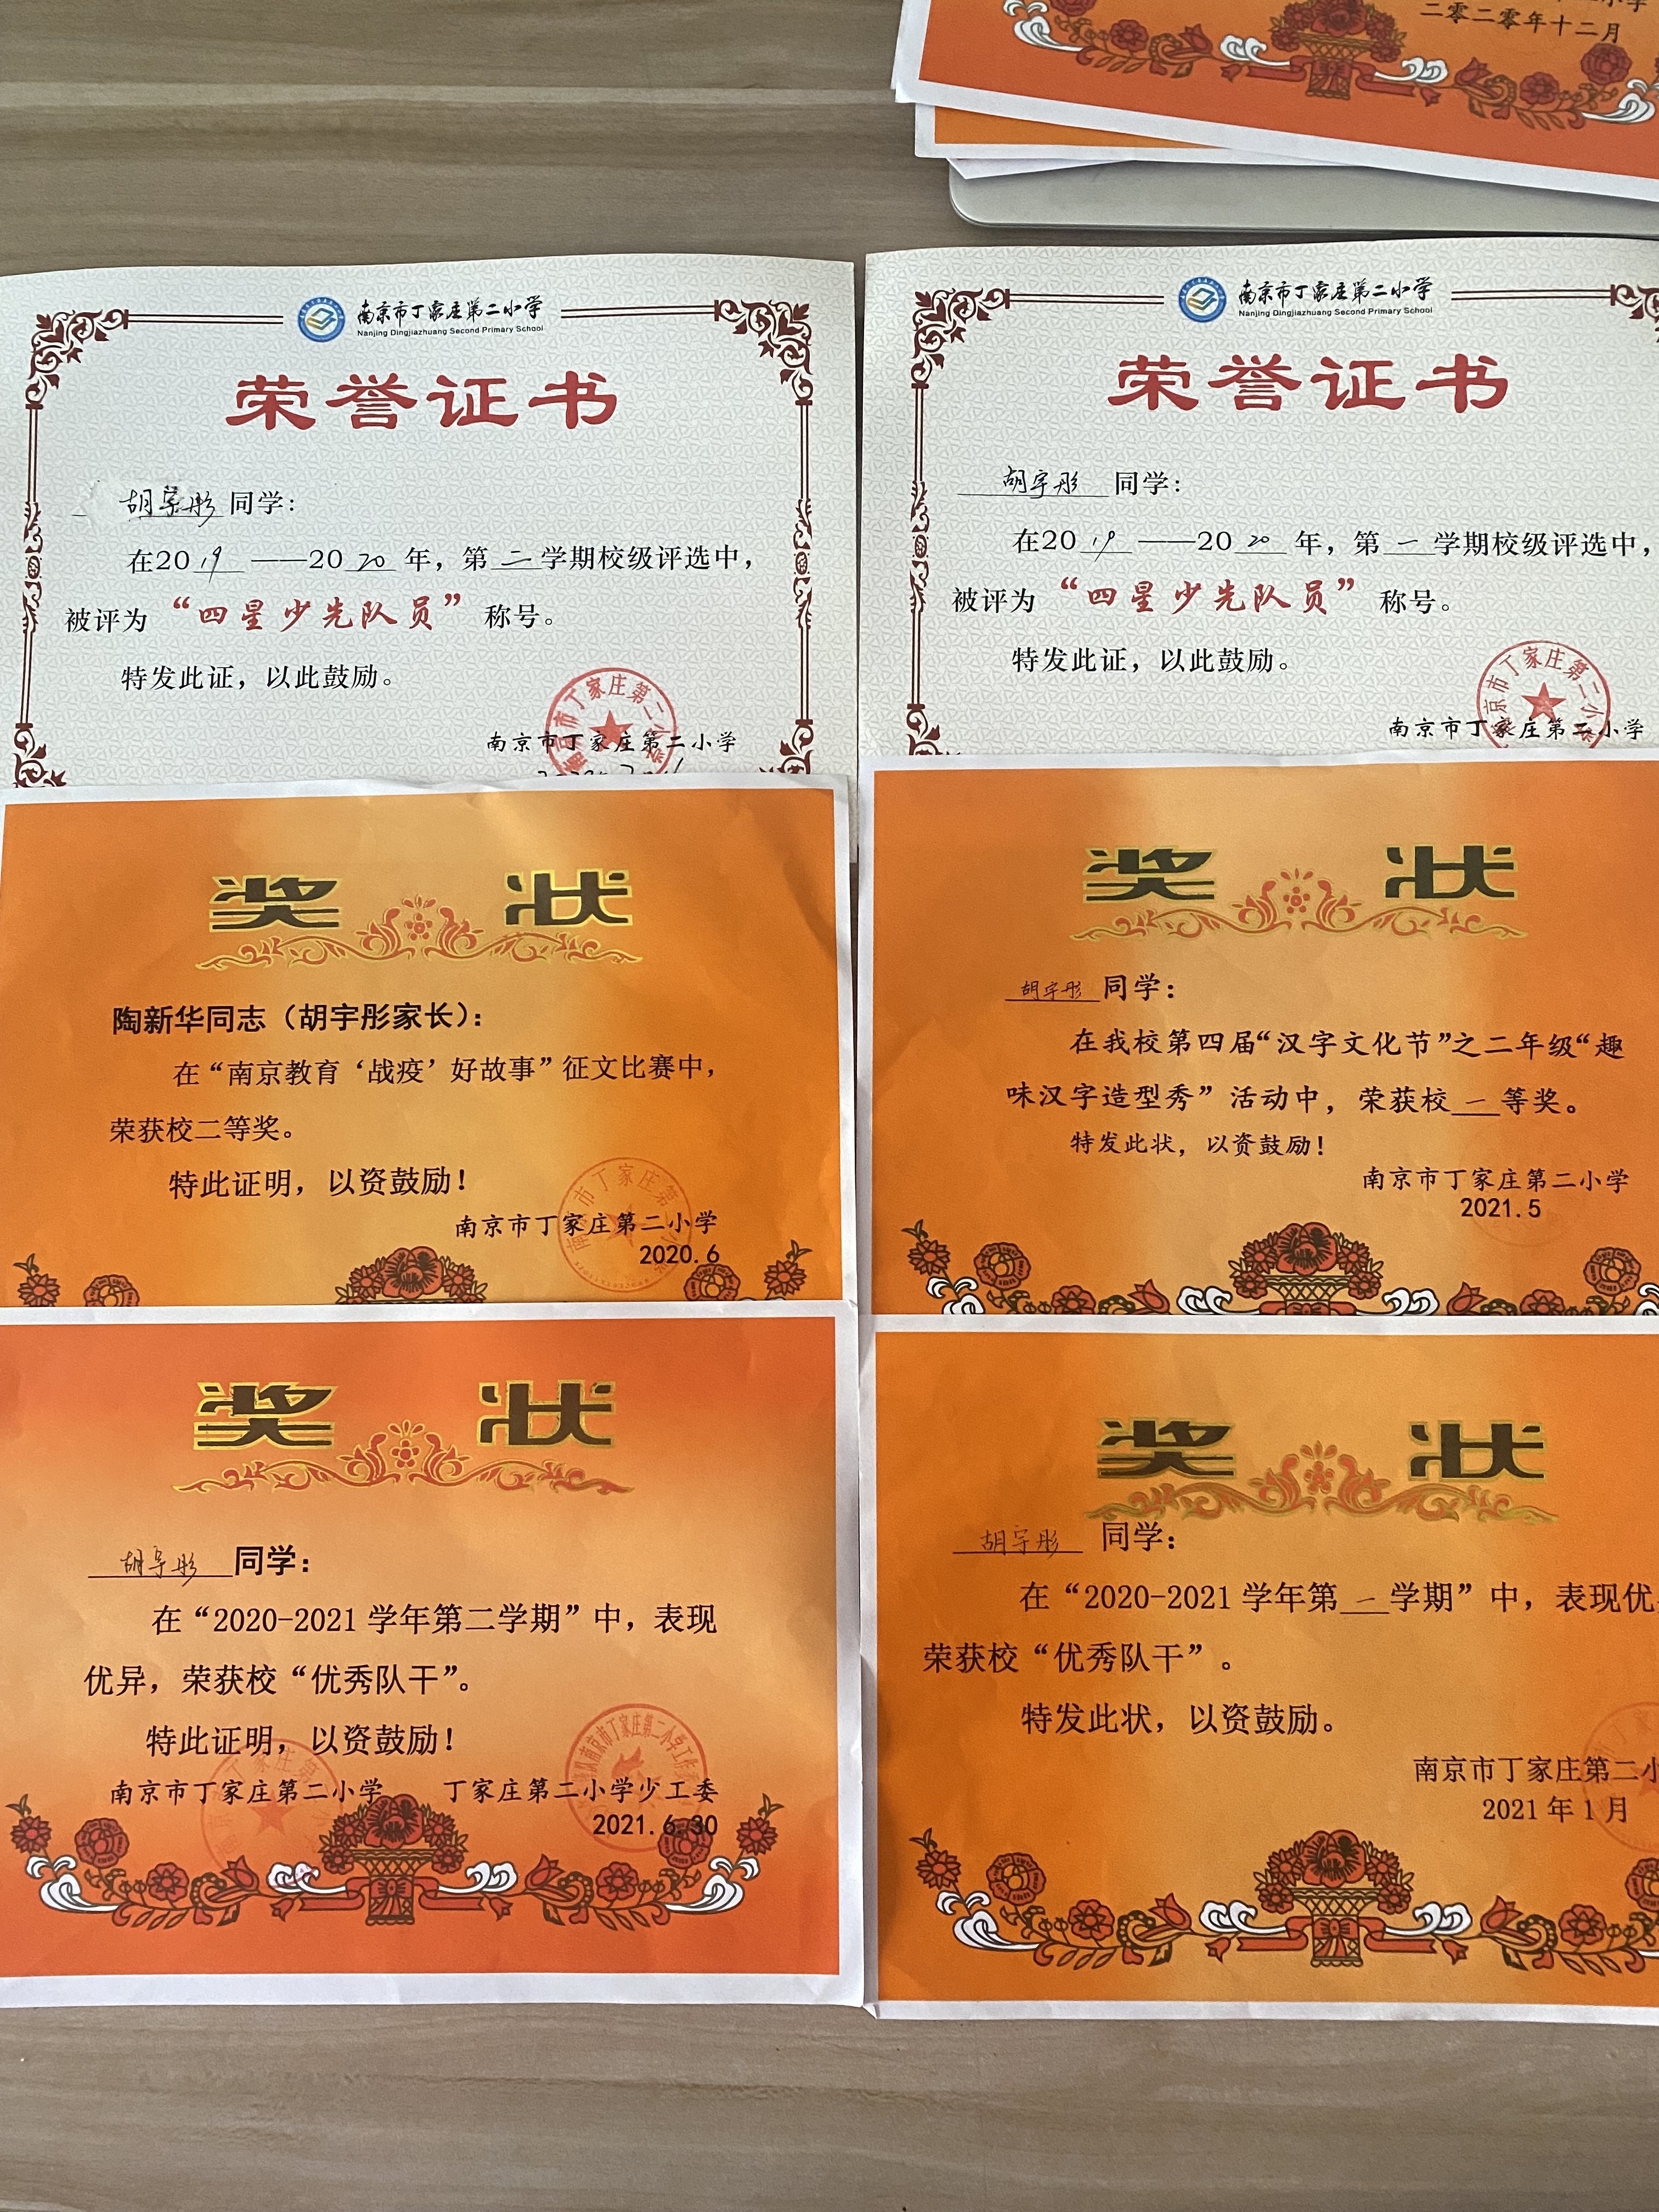 二零二零年十二月
南京市丁家庄第二小学
Nanjing Dingjiazhuang Second Primary School
荣誉证书
胡宇彤 同学：
在2019——2020年，第二学期校级评选中，
被评为“四星少先队员”称号。
特发此证，以此鼓励。
南京市丁家庄第二小学
南京市丁家庄第二小学
Nanjing Dingjiazhuang Second Primary School
荣誉证书
胡宇彤 同学：
在2019——2020年，第一学期校级评选中，
被评为“四星少先队员”称号。
特发此证，以此鼓励。
南京市丁家庄第二小学
奖状
陶新华同志（胡宇彤家长）：
在“南京教育‘战疫’好故事”征文比赛中，
荣获校二等奖。
特此证明，以资鼓励！
南京市丁家庄第二小学
2020.6
奖状
胡宇彤同学：
在我校第四届“汉字文化节”之二年级“趣
味汉字造型秀”活动中，荣获校一等奖。
特发此状，以资鼓励！
南京市丁家庄第二小学
2021.5
奖状
胡宇彤同学：
在“2020-2021学年第二学期”中，表现
优异，荣获校“优秀队干”。
特此证明，以资鼓励！
南京市丁家庄第二小学 丁家庄第二小学少工委
2021.6.30
奖状
胡宇彤 同学：
在“2020-2021学年第一学期”中，表现优
荣获校“优秀队干”。
特发此状，以资鼓励。
南京市丁家庄第二小
2021年1月